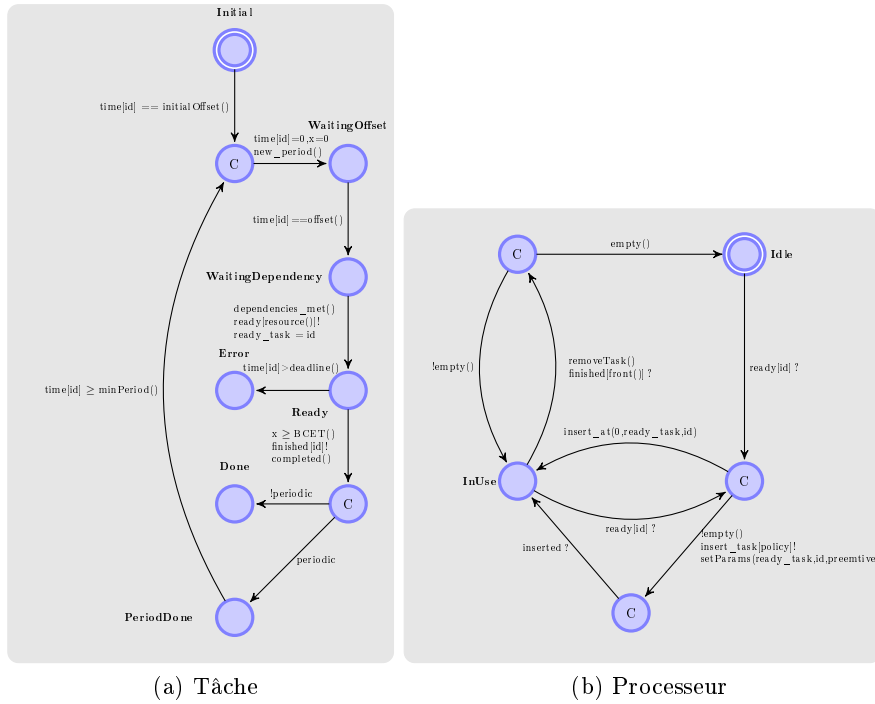 Initial
time[id] == initialOffset()
C
time[id]=0,x=0
new_period()
WaitingOffset
time[id]==offset()
WaitingDependency
dependencies_met()
ready[resource()]!
ready_task = id
Error
time[id]>deadline()
Ready
time[id] ≥ minPeriod()
x ≥ BCET()
finished[id]!
completed()
Done
!periodic
C
periodic
PeriodDone
(a) Tâche
C
empty()
Idle
!empty()
removeTask()
finished[front()] ?
ready[id] ?
insert_at(0,ready_task,id)
InUse
C
ready[id] ?
!empty()
insert_task[policy]!
setParams(ready_task,id,preemtive
inserted ?
C
(b) Processeur